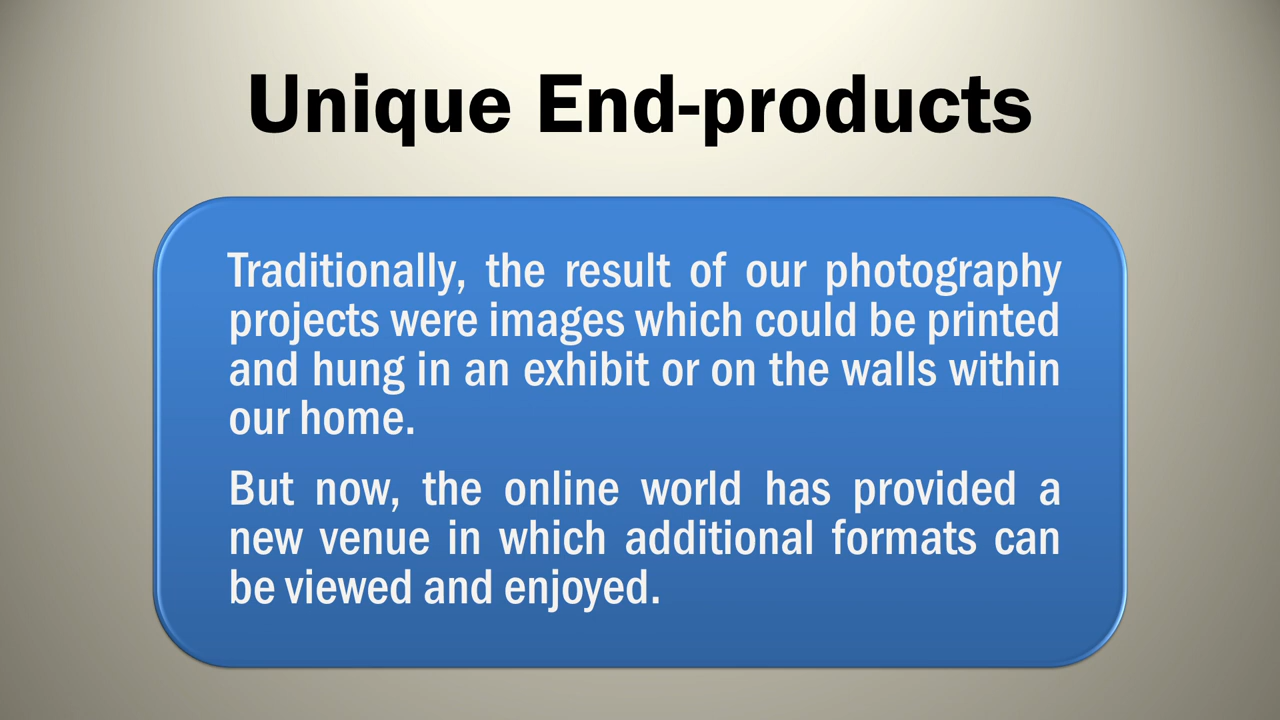 Unique End-products
Traditionally, the result of our photography
projects were images which could be printed
and hung in an exhibit or on the walls within
our home.
But now, the online world has provided a
new venue in which additional formats can
be viewed and enjoyed.